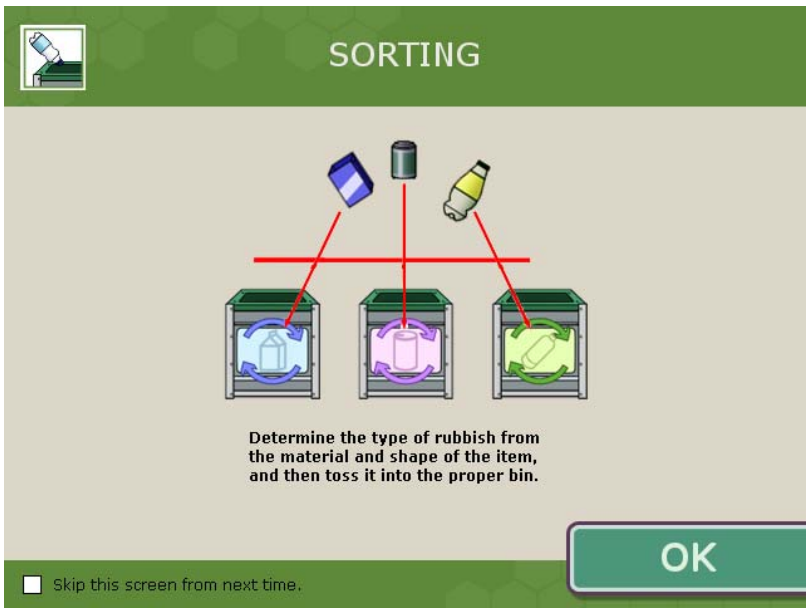 SORTING
Determine the type of rubbish from
the material and shape of the item,
and then toss it into the proper bin.
OK
Skip this screen from next time.